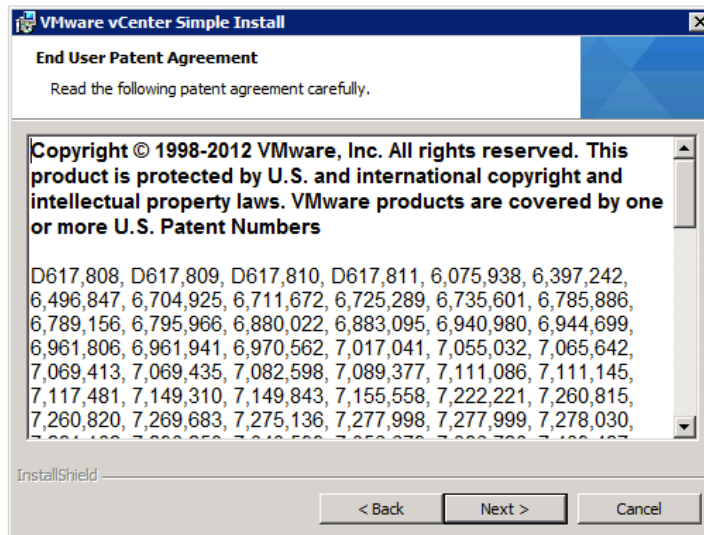 VMware vCenter Simple Install
End User Patent Agreement
Read the following patent agreement carefully.
Copyright © 1998-2012 VMware, Inc. All rights reserved. This
product is protected by U.S. and international copyright and
intellectual property laws. VMware products are covered by one
or more U.S. Patent Numbers
D617,808, D617,809, D617,810, D617,811, 6,075,938, 6,397,242,
6,496,847, 6,704,925, 6,711,672, 6,725,289, 6,735,601, 6,785,886,
6,789,156, 6,795,966, 6,880,022, 6,883,095, 6,940,980, 6,944,699,
6,961,806, 6,961,941, 6,970,562, 7,017,041, 7,055,032, 7,065,642,
7,069,413, 7,069,435, 7,082,598, 7,089,377, 7,111,086, 7,111,145,
7,117,481, 7,149,310, 7,149,843, 7,155,558, 7,222,221, 7,260,815,
7,260,820, 7,269,683, 7,275,136, 7,277,998, 7,277,999, 7,278,030,
InstallShield
< Back Next > Cancel